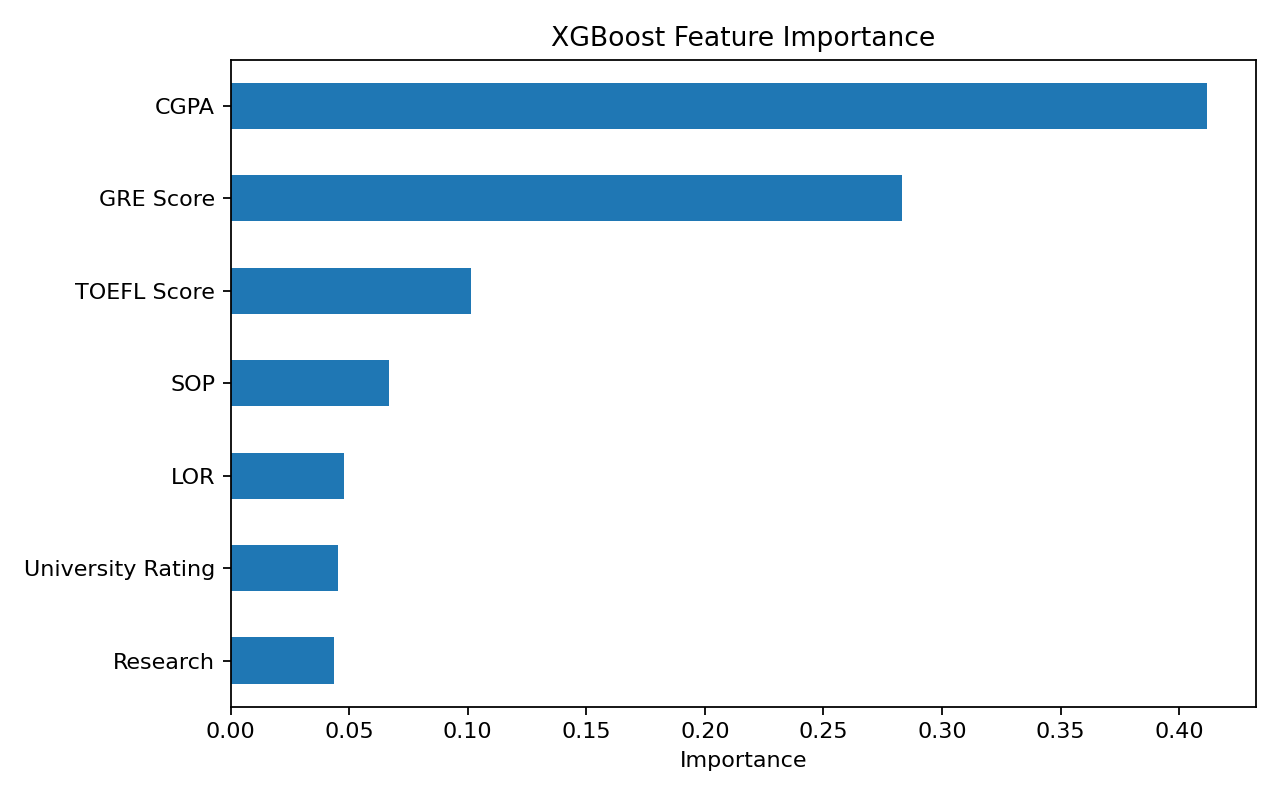 XGBoost Feature Importance
CGPA
GRE Score
TOEFL Score
SOP
LOR
University Rating
Research
0.00 0.05 0.10 0.15 0.20 0.25 0.30 0.35 0.40
Importance